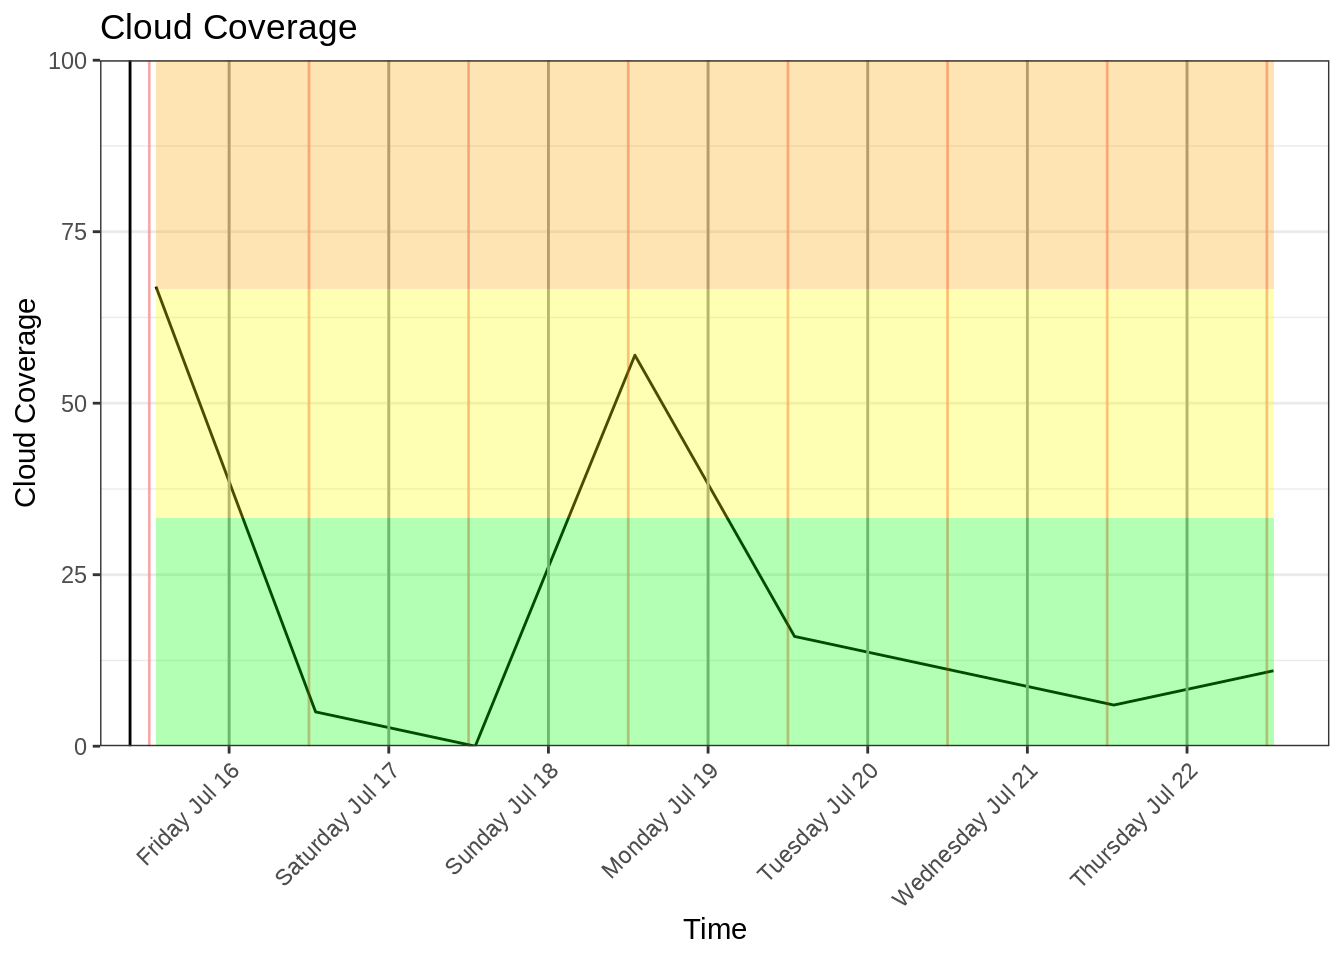 Cloud Coverage
100
75
50
25
0
Cloud Coverage
Friday Jul 16
Saturday Jul 17
Sunday Jul 18
Monday Jul 19
Tuesday Jul 20
Wednesday Jul 21
Thursday Jul 22
Time